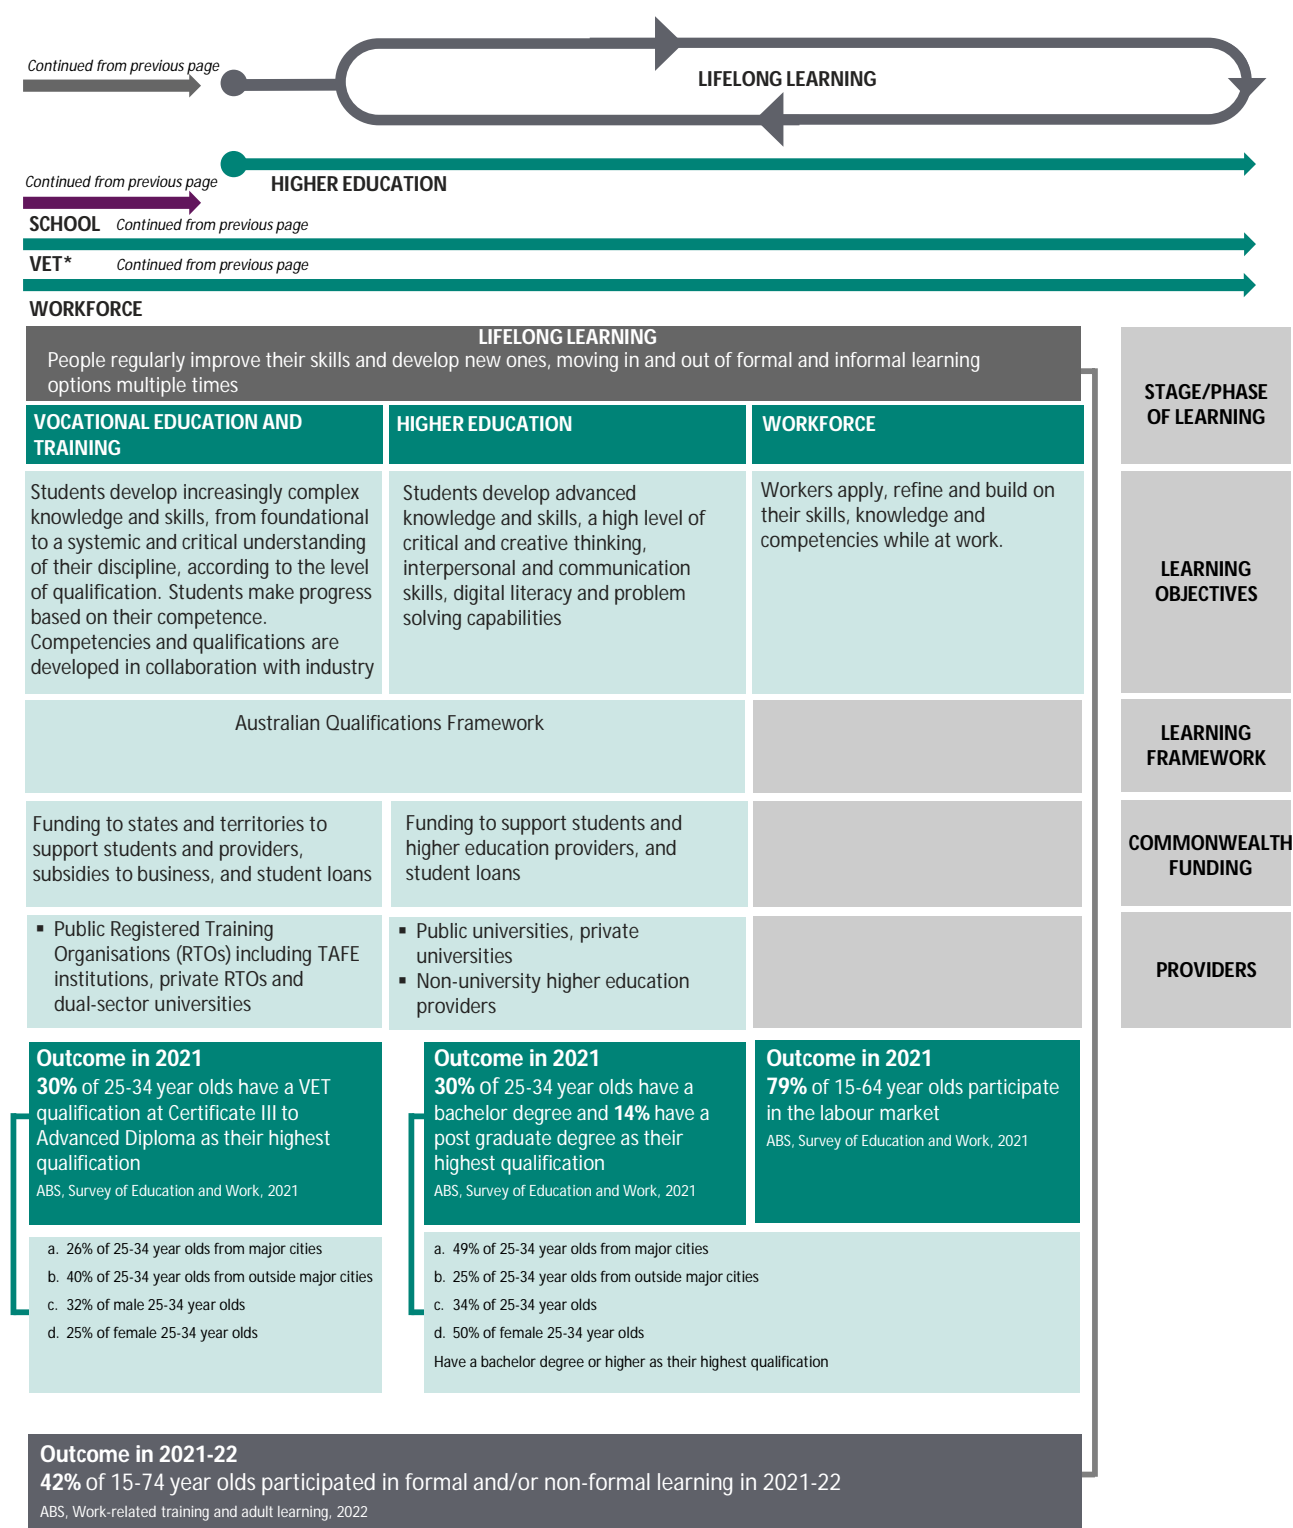 Continued from previous page
LIFELONG LEARNING
Continued from previous page
HIGHER EDUCATION
SCHOOL Continued from previous page
VET* Continued from previous page
WORKFORCE
LIFELONG LEARNING
People regularly improve their skills and develop new ones, moving in and out of formal and informal learning
options multiple times
STAGE/PHASE
OF LEARNING
VOCATIONAL EDUCATION AND
TRAINING
HIGHER EDUCATION
WORKFORCE
Students develop increasingly complex
knowledge and skills, from foundational
to a systemic and critical understanding
of their discipline, according to the level
of qualification. Students make progress
based on their competence.
Competencies and qualifications are
developed in collaboration with industry
Students develop advanced
knowledge and skills, a high level of
critical and creative thinking,
interpersonal and communication
skills, digital literacy and problem
solving capabilities
Workers apply, refine and build on
their skills, knowledge and
competencies while at work.
LEARNING
OBJECTIVES
Australian Qualifications Framework
LEARNING
FRAMEWORK
Funding to states and territories to
support students and providers,
subsidies to business, and student loans
Funding to support students and
higher education providers, and
student loans
COMMONWEALTH
FUNDING
▪ Public Registered Training
Organisations (RTOs) including TAFE
institutions, private RTOs and
dual-sector universities
▪ Public universities, private
universities
▪ Non-university higher education
providers
PROVIDERS
Outcome in 2021
30% of 25-34 year olds have a VET
qualification at Certificate III to
Advanced Diploma as their highest
qualification
ABS, Survey of Education and Work, 2021
Outcome in 2021
30% of 25-34 year olds have a
bachelor degree and 14% have a
post graduate degree as their
highest qualification
ABS, Survey of Education and Work, 2021
Outcome in 2021
79% of 15-64 year olds participate
in the labour market
ABS, Survey of Education and Work, 2021
a. 26% of 25-34 year olds from major cities
b. 40% of 25-34 year olds from outside major cities
c. 32% of male 25-34 year olds
d. 25% of female 25-34 year olds
a. 49% of 25-34 year olds from major cities
b. 25% of 25-34 year olds from outside major cities
c. 34% of 25-34 year olds
d. 50% of female 25-34 year olds
Have a bachelor degree or higher as their highest qualification
Outcome in 2021-22
42% of 15-74 year olds participated in formal and/or non-formal learning in 2021-22
ABS, Work-related training and adult learning, 2022